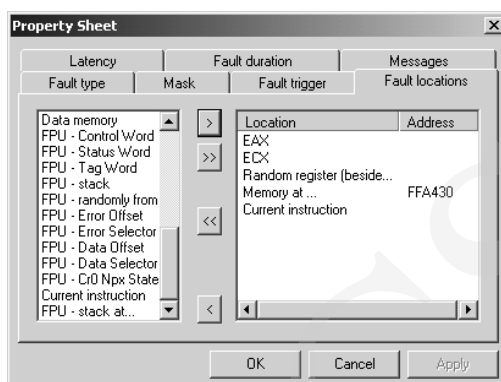 Property Sheet
Latency
Fault duration
Messages
Fault type
Mask
Fault trigger
Fault locations
Data memory
FPU - Control Word
FPU - Status Word
FPU - Tag Word
FPU - stack
FPU - randomly from
FPU - Error Offset
FPU - Error Selector
FPU - Data Offset
FPU - Data Selector
FPU - Cr0 Npx State
Current instruction
FPU - stack at...
>
>>
<<
<
Location Address
EAX
ECX
Random register (beside...
Memory at ... FFA430
Current instruction
OK
Cancel
Apply